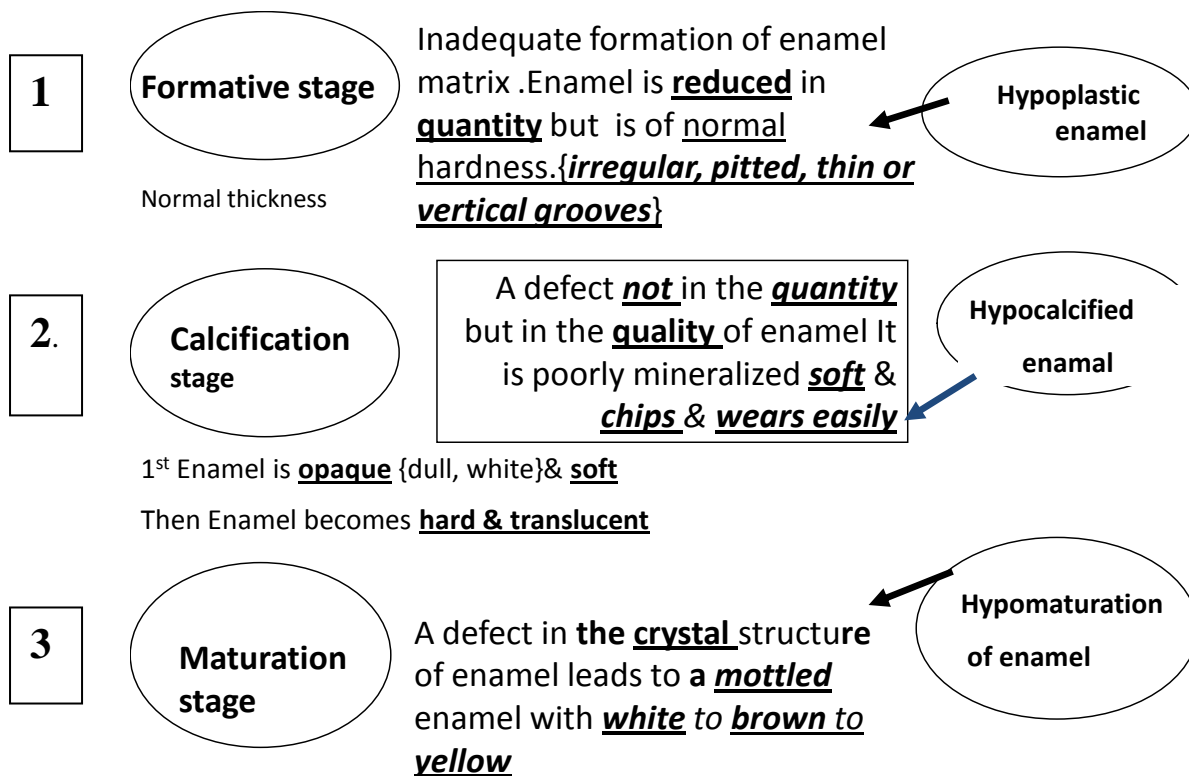 1
Formative stage
Inadequate formation of enamel
matrix .Enamel is reduced in
quantity but is of normal
hardness.{irregular, pitted, thin or
vertical grooves}
Hypoplastic
enamel
Normal thickness
2.
Calcification
stage
A defect not in the quantity
but in the quality of enamel It
is poorly mineralized soft &
chips & wears easily
Hypocalcified
enamal
1st Enamel is opaque {dull, white}& soft
Then Enamel becomes hard & translucent
3
Maturation
stage
A defect in the crystal structure
of enamel leads to a mottled
enamel with white to brown to
yellow
Hypomaturation
of enamel